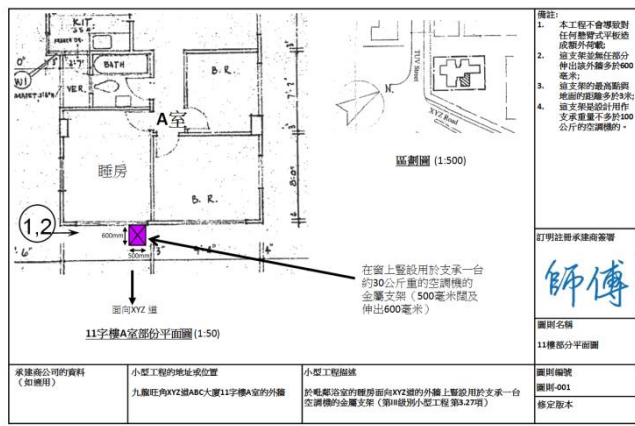 KIT.
BATH
B. R.
VER.
W1
A室
睡房
B. R.
1,2
600mm
500mm
面向XYZ 道
11字樓A室部份平面圖 (1:50)
TUV Street
N.
XYZ Road
區劃圖 (1:500)
在窗上豎設用於支承一台
約30公斤重的空調機的
金屬支架（500毫米闊及
伸出600毫米）
備註:
1. 本工程不會導致對
任何懸臂式平板造
成額外荷載;
2. 這支架並無任部分
伸出該外牆多於600
毫米;
3. 這支架的最高點與
地面的距離多於3米;
4. 這支架是設計用作
支承重量不多於100
公斤的空調機的。
訂明註冊承建商簽署
師傅
圖則名稱
11樓部分平面圖
承建商公司的資料
（如適用）
小型工程的地址或位置
九龍旺角XYZ道ABC大廈11字樓A室的外牆
小型工程描述
於毗鄰浴室的睡房面向XYZ道的外牆上豎設用於支承一台
空調機的金屬支架（第III級別小型工程 第3.27項）
圖則編號
圖則-001
修定版本